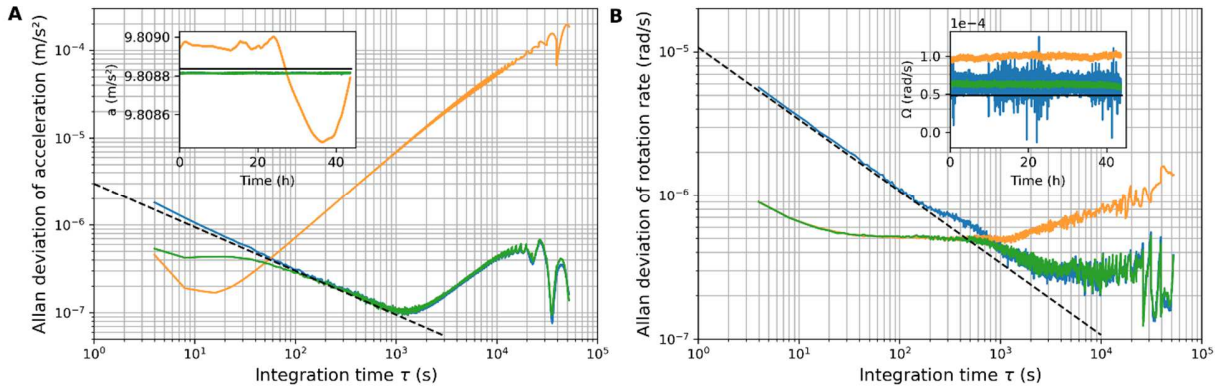 A
Allan deviation of acceleration (m/s²)
10⁻⁴
10⁻⁵
10⁻⁶
10⁻⁷
9.8090
9.8088
9.8086
a (m/s²)
0 20 40
Time (h)
10⁰ 10¹ 10² 10³ 10⁴ 10⁵
Integration time τ (s)
B
Allan deviation of rotation rate (rad/s)
10⁻⁵
10⁻⁶
10⁻⁷
1e−4
1.0
0.5
0.0
Ω (rad/s)
0 20 40
Time (h)
10⁰ 10¹ 10² 10³ 10⁴ 10⁵
Integration time τ (s)